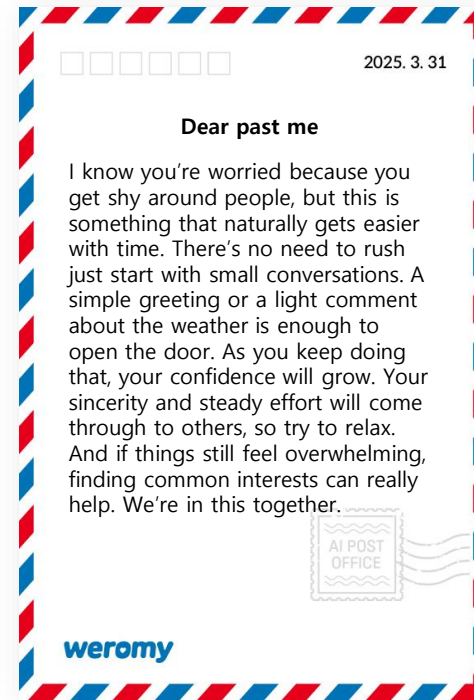 2025. 3. 31
Dear past me
I know you’re worried because you
get shy around people, but this is
something that naturally gets easier
with time. There’s no need to rush
just start with small conversations. A
simple greeting or a light comment
about the weather is enough to
open the door. As you keep doing
that, your confidence will grow. Your
sincerity and steady effort will come
through to others, so try to relax.
And if things still feel overwhelming,
finding common interests can really
help. We’re in this together.
AI POST
OFFICE
weromy